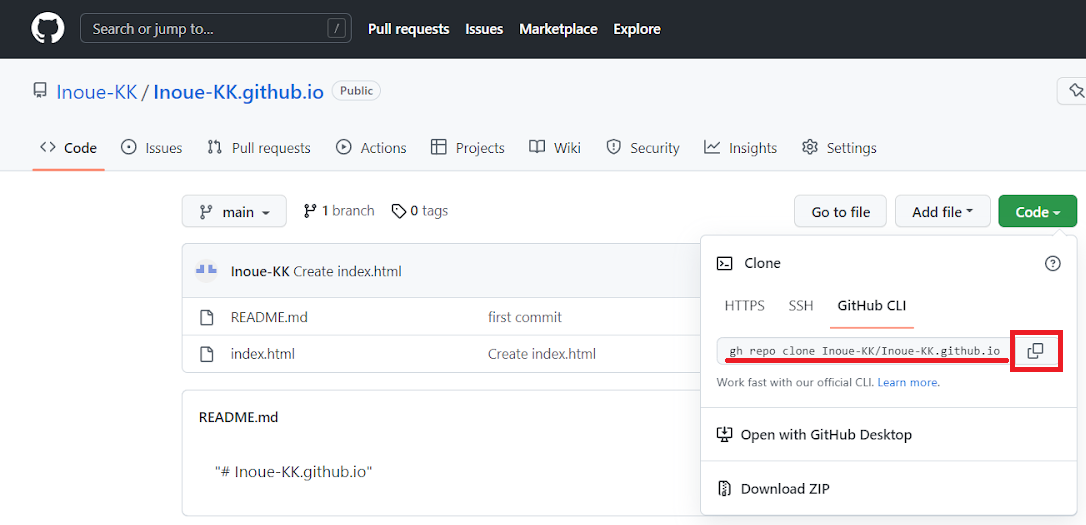 Search or jump to... /
Pull requests Issues Marketplace Explore
Inoue-KK / Inoue-KK.github.io Public
Code Issues Pull requests Actions Projects Wiki Security Insights Settings
main 1 branch 0 tags Go to file Add file Code
Inoue-KK Create index.html
README.md first commit
index.html Create index.html
README.md
"# Inoue-KK.github.io"
Clone
HTTPS SSH GitHub CLI
gh repo clone Inoue-KK/Inoue-KK.github.io
Work fast with our official CLI. Learn more.
Open with GitHub Desktop
Download ZIP